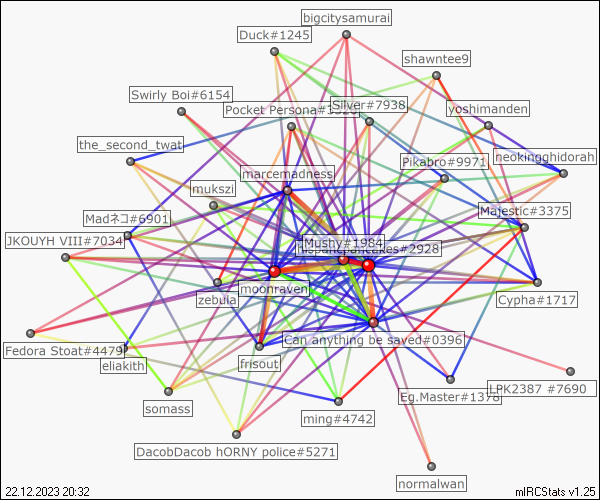 bigcitysamurai
Duck#1245
shawntee9
Swirly Boi#6154
Pocket Persona#
Silver#7938
yoshimanden
the_second_twat
Pikabro#9971
neokingghidorah
marcemadness
mukszi
Majestic#3375
Madネコ#6901
JKOUYH VIII#7034
Mushy#1984
#2928
moonraven
zebula
Cypha#1717
Fedora Stoat#4479
Can anything be saved#0396
eliakith
frisout
LPK2387 #7690
Eg.Master#1378
somass
ming#4742
DacobDacob hORNY police#5271
normalwan
22.12.2023 20:32
mIRCStats v1.25